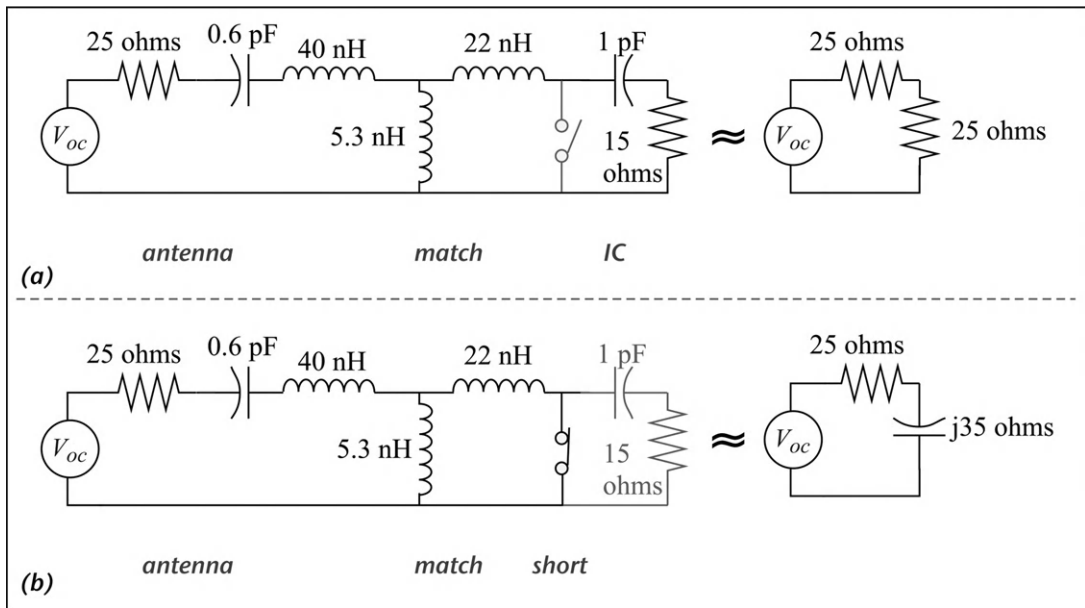 25 ohms
0.6 pF
40 nH
22 nH
1 pF
25 ohms
Voc
5.3 nH
15
ohms
≈
Voc
25 ohms
antenna
match
IC
(a)
25 ohms
0.6 pF
40 nH
22 nH
1 pF
25 ohms
Voc
5.3 nH
15
ohms
≈
Voc
j35 ohms
antenna
match
short
(b)